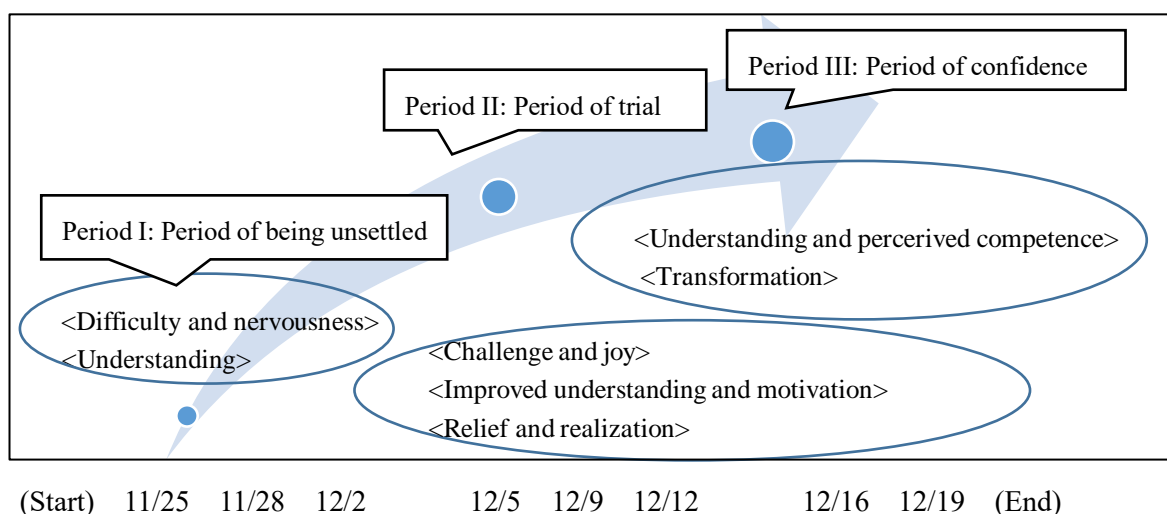 Period III: Period of confidence
Period II: Period of trial
Period I: Period of being unsettled
<Understanding and percerived competence>
<Transformation>
<Difficulty and nervousness>
<Understanding>
<Challenge and joy>
<Improved understanding and motivation>
<Relief and realization>
(Start) 11/25 11/28 12/2 12/5 12/9 12/12 12/16 12/19 (End)